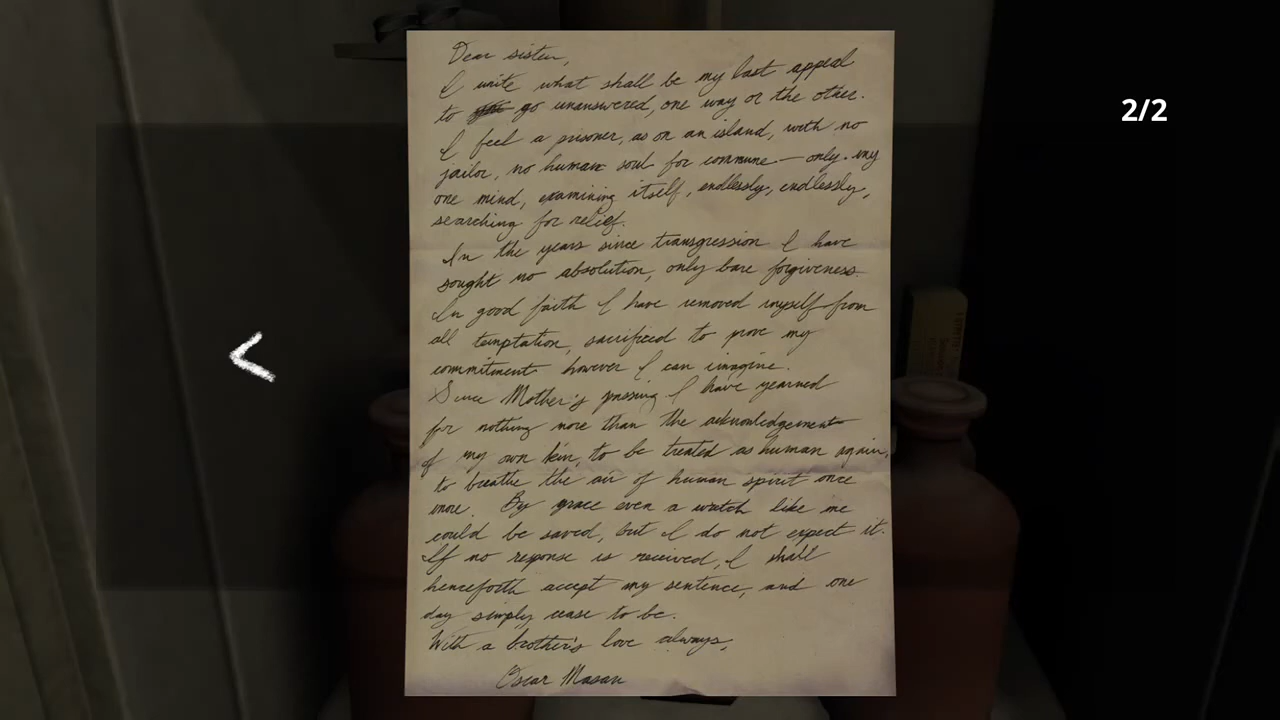 Dear sister,
I write what shall be my last appeal
to go unanswered, one way or the other.
I feel a prisoner, as on an island, with no
jailor, no human soul for commune — only my
one mind, examining itself, endlessly, endlessly,
searching for relief.
In the years since transgression I have
sought no absolution, only bare forgiveness.
In good faith I have removed myself from
all temptation, sacrificed to prove my
commitment however I can imagine.
Since Mother's passing I have yearned
for nothing more than the acknowledgement
of my own kin, to be treated as human again,
to breathe the air of human spirit once
more. By grace even a wretch like me
could be saved, but I do not expect it.
If no response is received, I shall
henceforth accept my sentence, and one
day simply cease to be.
With a brother's love always,
Oscar Masan
2/2